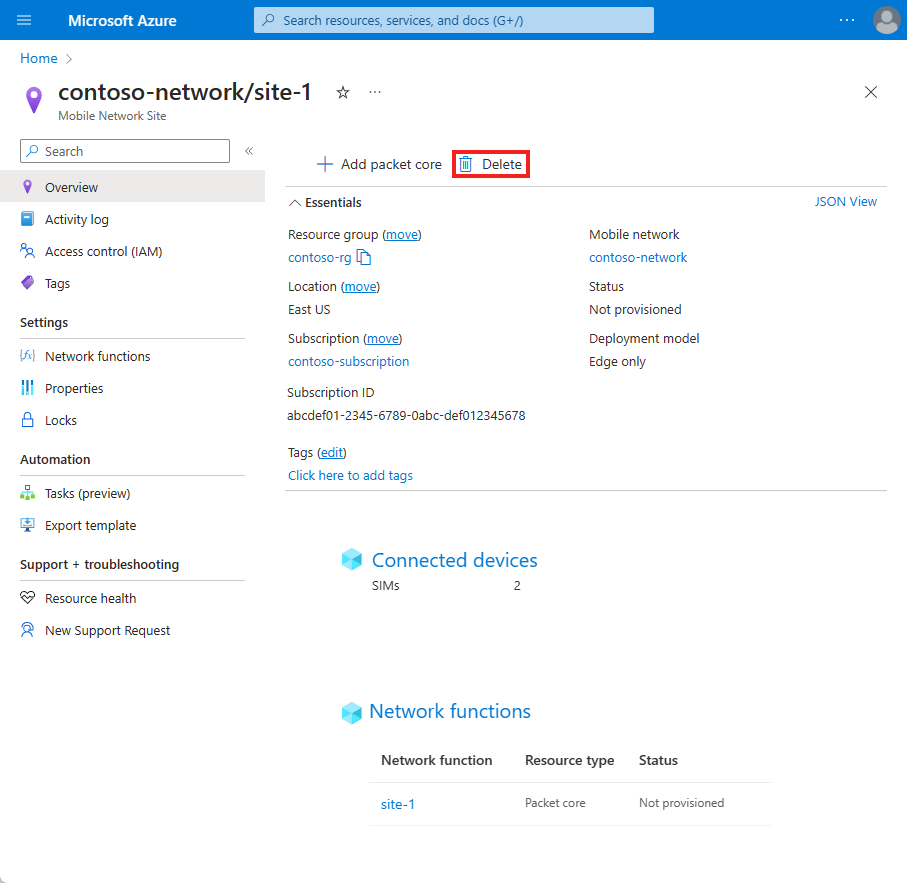 Microsoft Azure
Search resources, services, and docs (G+/)
···
Home >
contoso-network/site-1 ···
Mobile Network Site
Search «
Add packet core Delete
Overview
Activity log
Access control (IAM)
Tags
Settings
Network functions
Properties
Locks
Automation
Tasks (preview)
Export template
Support + troubleshooting
Resource health
New Support Request
Essentials JSON View
Resource group (move)
contoso-rg
Location (move)
East US
Subscription (move)
contoso-subscription
Subscription ID
abcdef01-2345-6789-0abc-def012345678
Tags (edit)
Click here to add tags
Mobile network
contoso-network
Status
Not provisioned
Deployment model
Edge only
Connected devices
SIMs 2
Network functions
Network function Resource type Status
site-1 Packet core Not provisioned